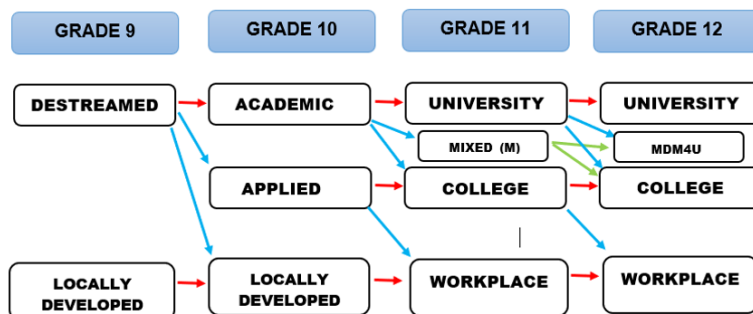 GRADE 9
GRADE 10
GRADE 11
GRADE 12
DESTREAMED
ACADEMIC
UNIVERSITY
UNIVERSITY
MIXED (M)
MDM4U
APPLIED
COLLEGE
COLLEGE
LOCALLY
DEVELOPED
LOCALLY
DEVELOPED
WORKPLACE
WORKPLACE